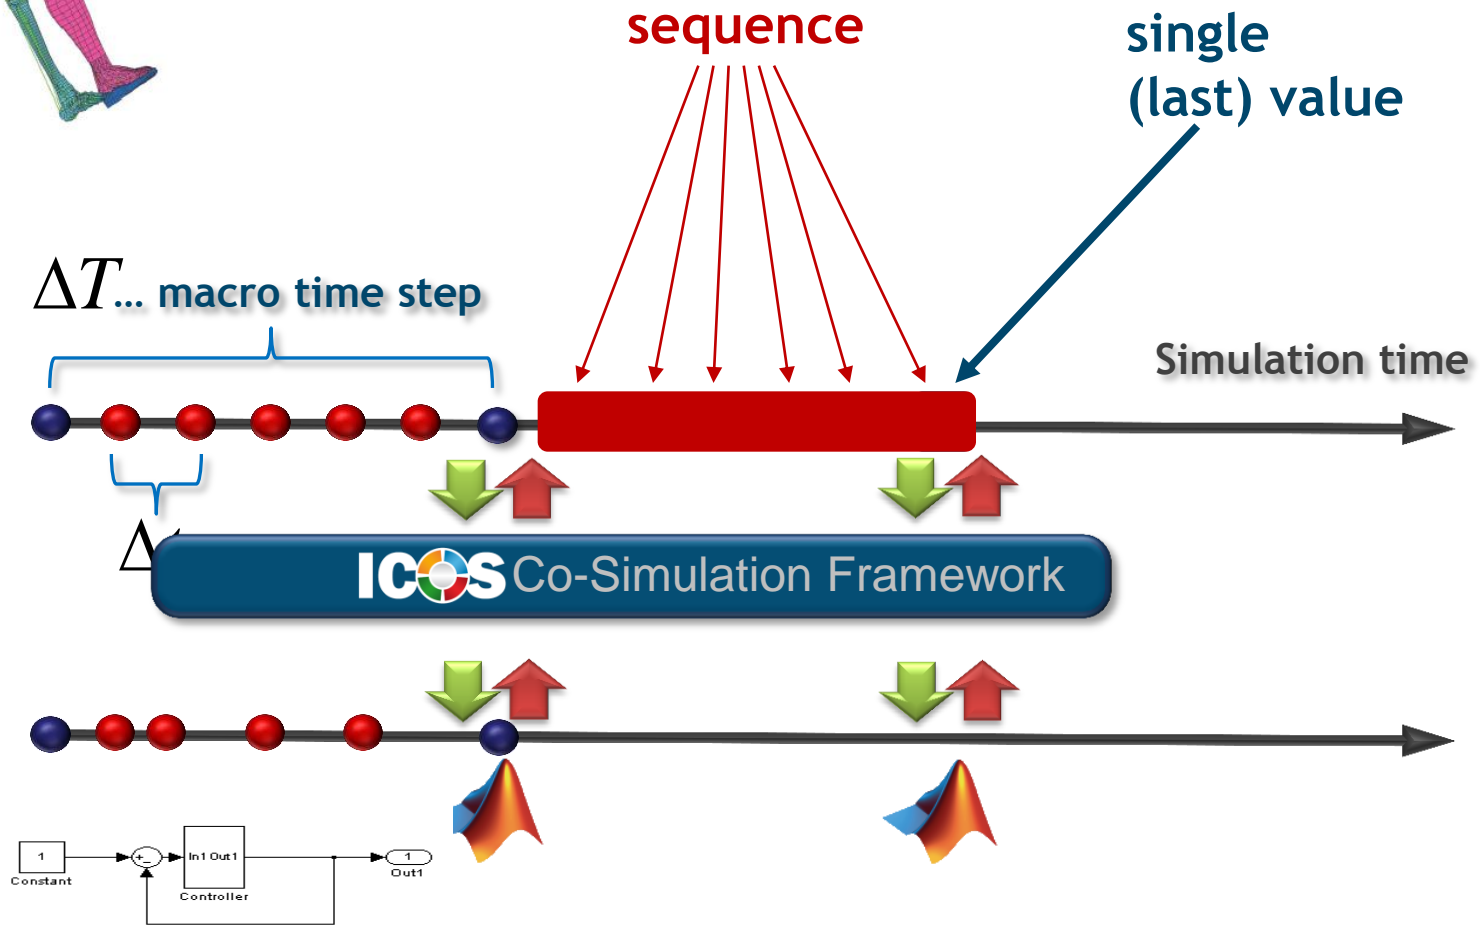 sequence
single
(last) value
ΔT... macro time step
Simulation time
Δ
ICOS Co-Simulation Framework
1
Constant
+
−
In1 Out1
Controller
1
Out1